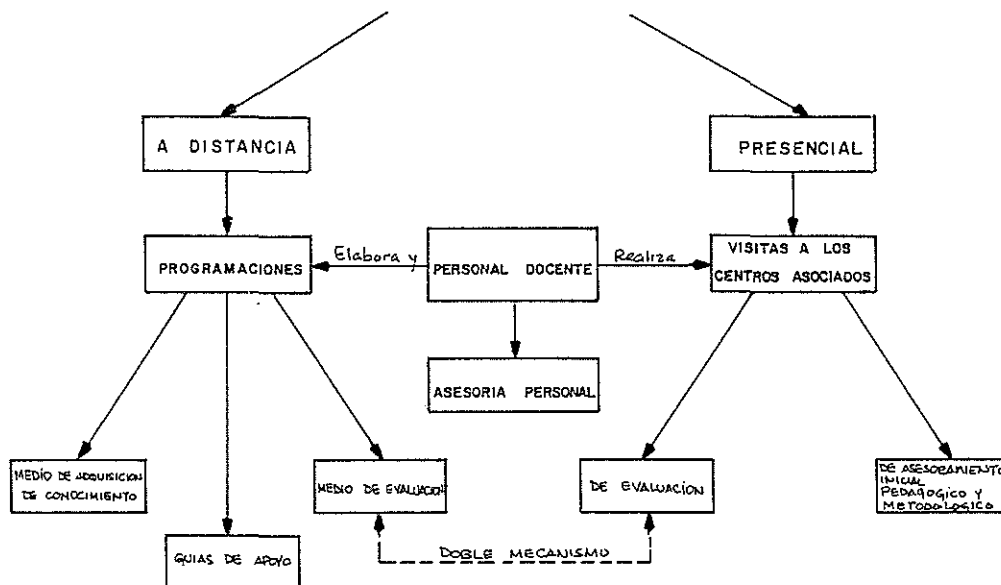 A DISTANCIA
PRESENCIAL
PROGRAMACIONES
Elabora y
PERSONAL DOCENTE
Realiza
VISITAS A LOS
CENTROS ASOCIADOS
ASESORIA PERSONAL
MEDIO DE ADQUISICION
DE CONOCIMIENTO
GUIAS DE APOYO
MEDIO DE EVALUACION
DOBLE MECANISMO
DE EVALUACION
DE ASESORAMIENTO
INICIAL
PEDAGOGICO Y
METODOLOGICO